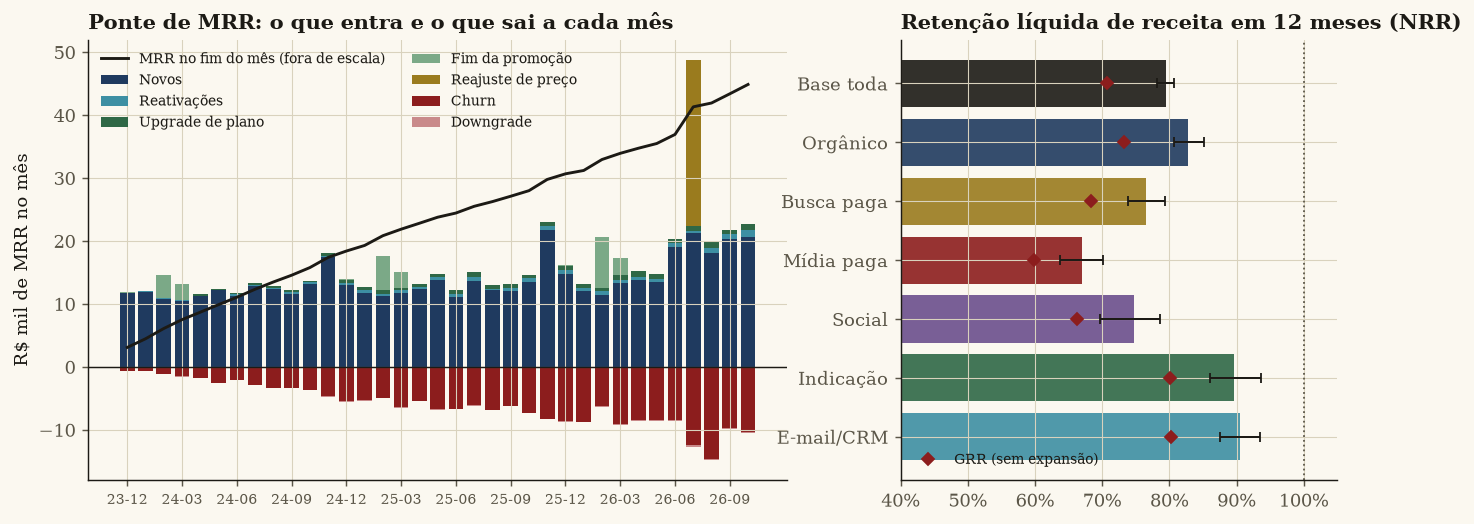 Ponte de MRR: o que entra e o que sai a cada mês
R$ mil de MRR no mês
50
40
30
20
10
0
−10
MRR no fim do mês (fora de escala)
Novos
Reativações
Upgrade de plano
Fim da promoção
Reajuste de preço
Churn
Downgrade
23-12
24-03
24-06
24-09
24-12
25-03
25-06
25-09
25-12
26-03
26-06
26-09
Retenção líquida de receita em 12 meses (NRR)
Base toda
Orgânico
Busca paga
Mídia paga
Social
Indicação
E-mail/CRM
GRR (sem expansão)
40%
50%
60%
70%
80%
90%
100%